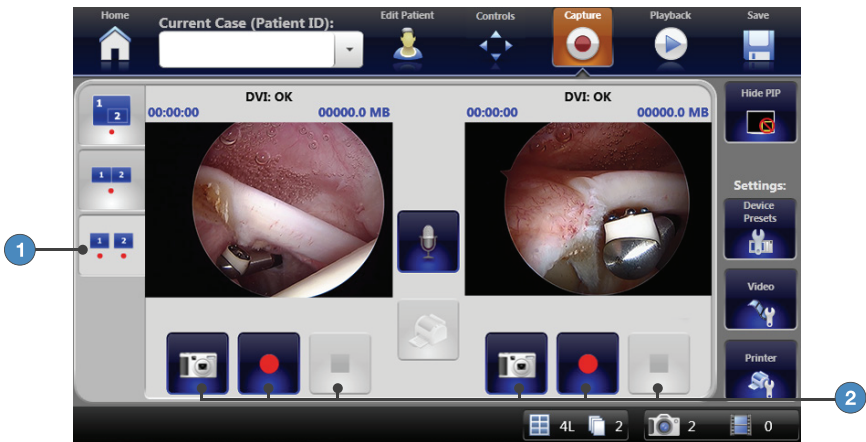 Home
Current Case (Patient ID):
Edit Patient
Controls
Capture
Playback
Save
1
2
DVI: OK
00:00:00
00000.0 MB
DVI: OK
00:00:00
00000.0 MB
Hide PIP
1 2
1 2
1
Settings:
Device
Presets
Video
Printer
2
4L
2
2
0